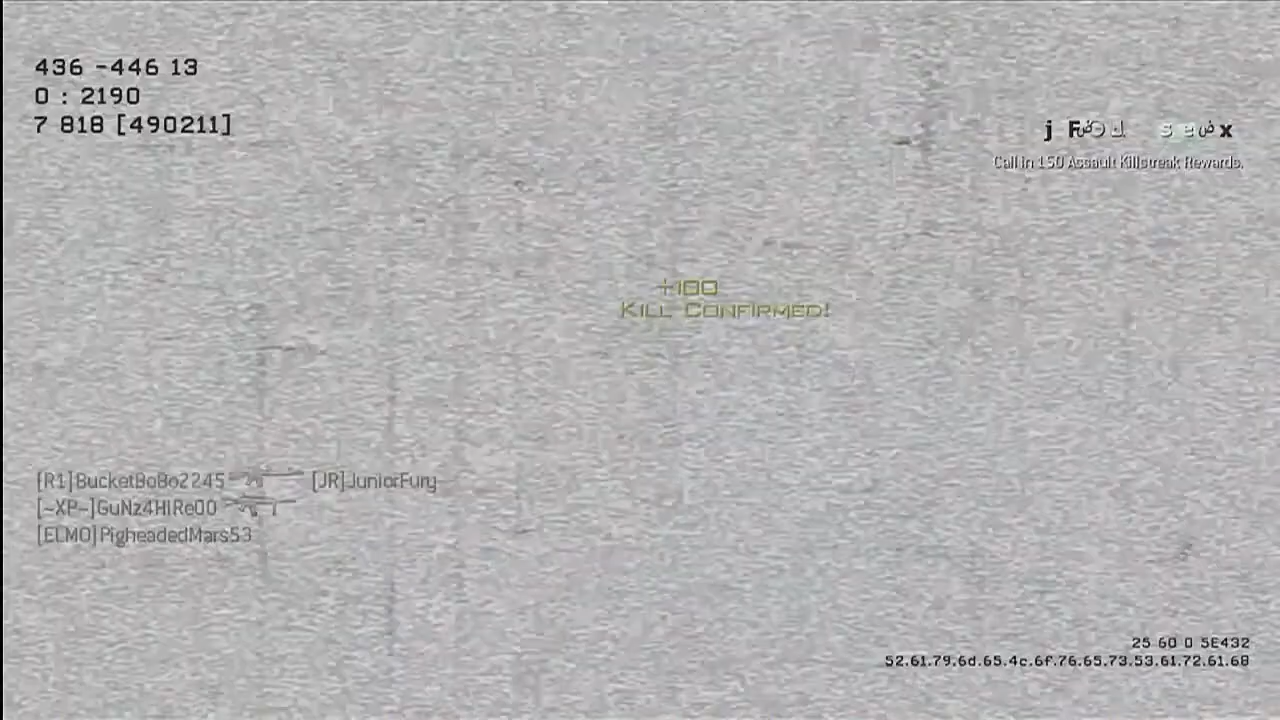 436 -446 13
0 : 2190
7 818 [490211]
Call in 150 Assault Killstreak Rewards.
+100
Kill Confirmed!
[R1]BucketBoBo2245 [JR]JuniorFury
[~XP~]GuNz4HIRe00
[ELMO]PigheadedMars53
25 60 0 5E432
52.61.79.6d.65.4c.6f.76.65.73.53.61.72.61.68